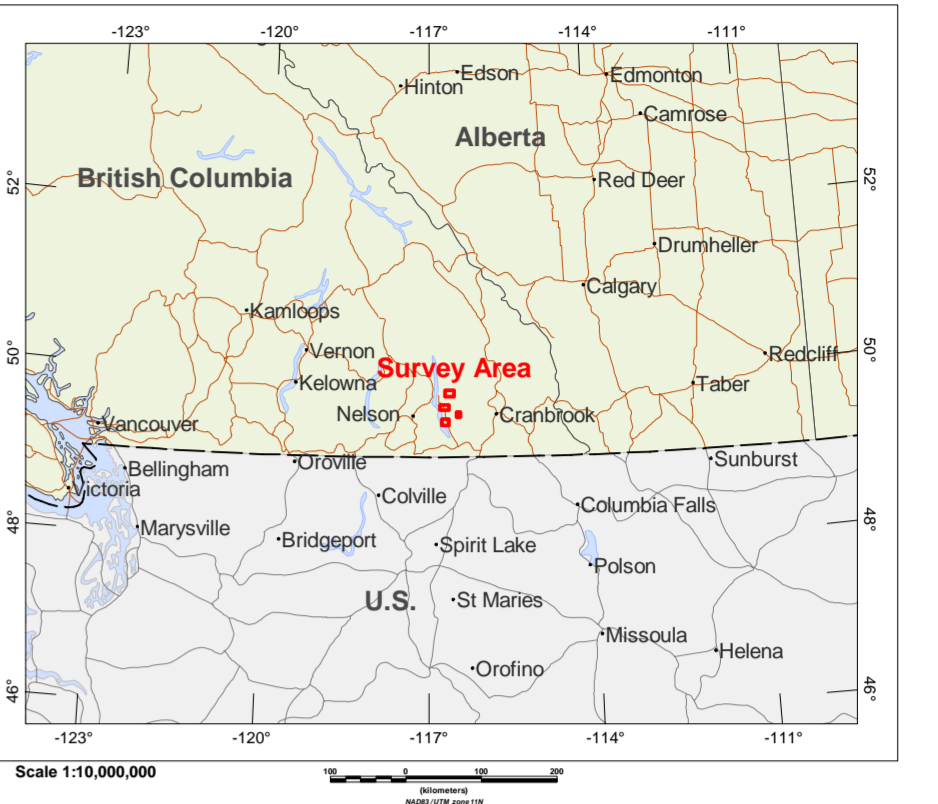 -123° -120° -117° -114° -111°
Edson
Edmonton
Hinton
Camrose
Alberta
British Columbia
Red Deer
52° 52°
Drumheller
Calgary
Kamloops
Vernon
Redcliff
50° 50°
Survey Area
Kelowna
Taber
Nelson
Cranbrook
Vancouver
Oroville
Sunburst
Bellingham
Victoria
Colville
Columbia Falls
48° 48°
Marysville
Bridgeport
Spirit Lake
Polson
U.S.
St Maries
Missoula
Helena
Orofino
46° 46°
-123° -120° -117° -114° -111°
Scale 1:10,000,000
100 0 100 200
(kilometers)
NAD83 / UTM zone 11N